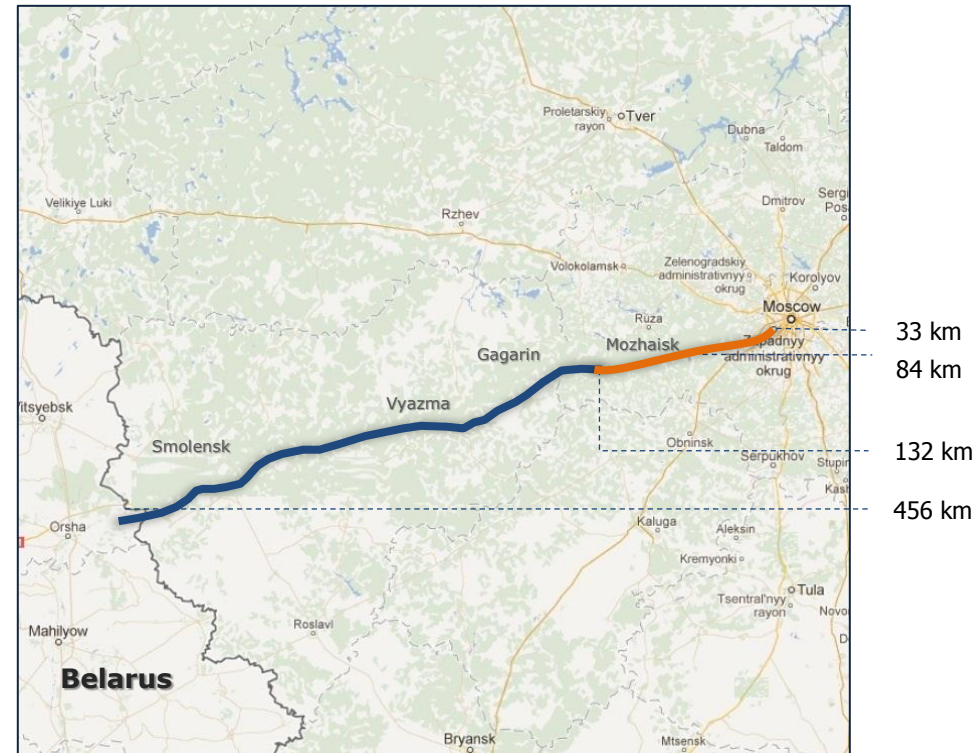 Proletarskiy
rayon
Tver
Dubna
Taldom
Velikiye Luki
Rzhev
Dmitrov
Sergi
Pos
Volokolamsk
Zelenogradskiy
administrativnyy
okrug
Korolyov
Moscow
Ruza
Mozhaisk
Zapadnyy
administrativnyy
okrug
33 km
84 km
Gagarin
Vyazma
Vitsyebsk
Smolensk
Obninsk
Serpukhov
Stupin
Kash
132 km
456 km
Orsha
Kaluga
Aleksin
Kremyonki
Tula
Tsentral'nyy
rayon
Novo
Roslavl
Mahilyow
D
Belarus
Bryansk
Mtsensk